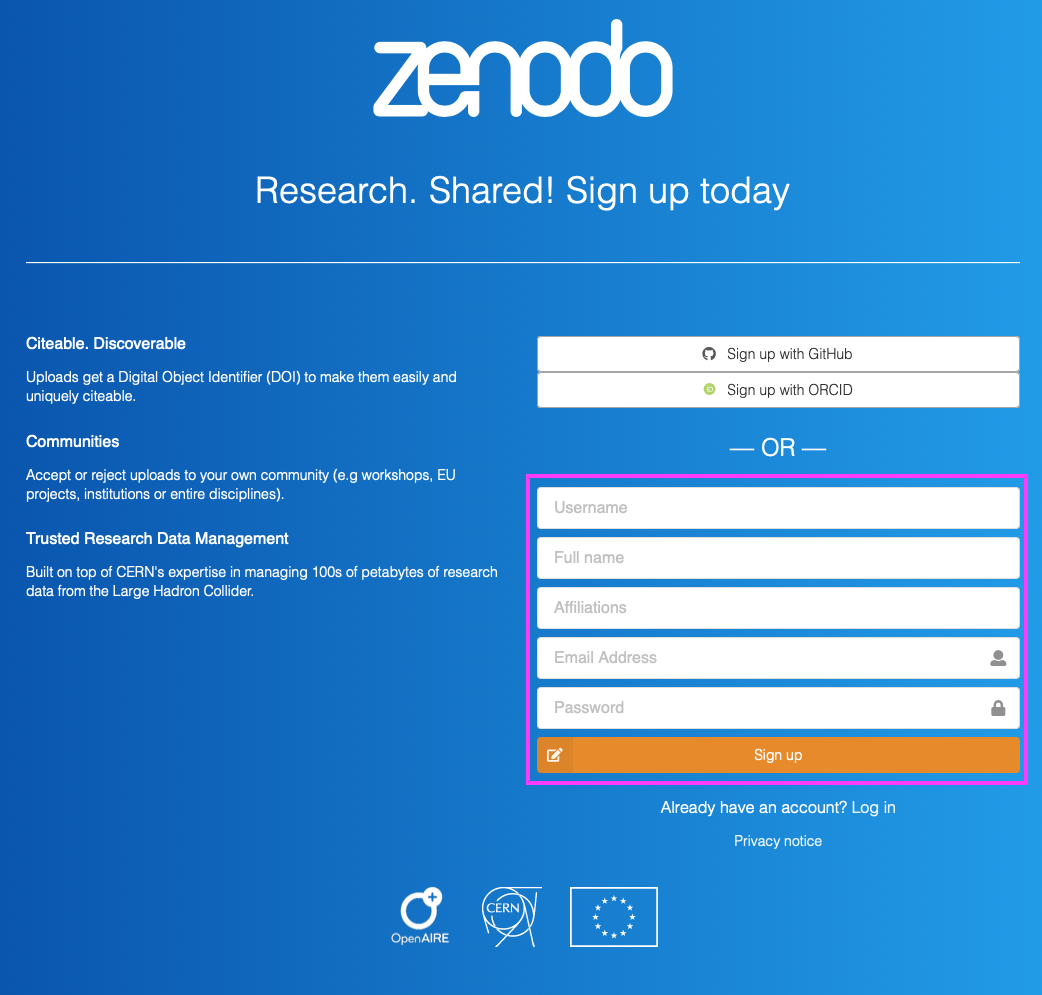 zenodo
Research. Shared! Sign up today
Citeable. Discoverable
Uploads get a Digital Object Identifier (DOI) to make them easily and
uniquely citeable.
Communities
Accept or reject uploads to your own community (e.g workshops, EU
projects, institutions or entire disciplines).
Trusted Research Data Management
Built on top of CERN's expertise in managing 100s of petabytes of research
data from the Large Hadron Collider.
Sign up with GitHub
Sign up with ORCID
— OR —
Username
Full name
Affiliations
Email Address
Password
Sign up
Already have an account? Log in
Privacy notice
OpenAIRE
CERN